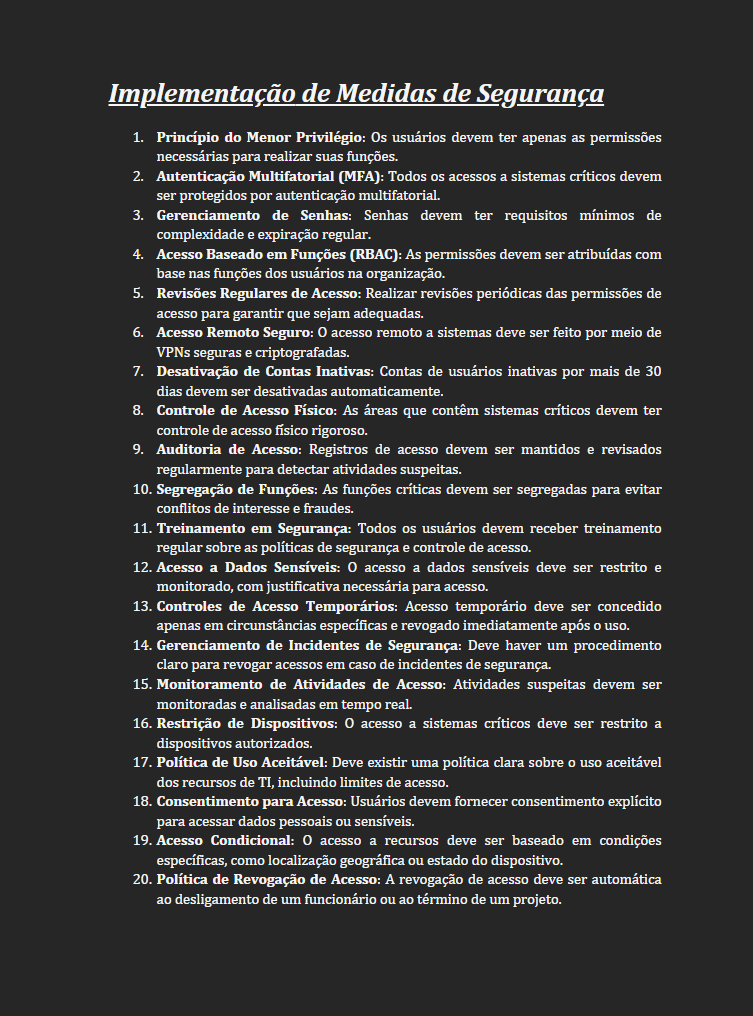 Implementação de Medidas de Segurança
1. Princípio do Menor Privilégio: Os usuários devem ter apenas as permissões
necessárias para realizar suas funções.
2. Autenticação Multifatorial (MFA): Todos os acessos a sistemas críticos devem
ser protegidos por autenticação multifatorial.
3. Gerenciamento de Senhas: Senhas devem ter requisitos mínimos de
complexidade e expiração regular.
4. Acesso Baseado em Funções (RBAC): As permissões devem ser atribuídas com
base nas funções dos usuários na organização.
5. Revisões Regulares de Acesso: Realizar revisões periódicas das permissões de
acesso para garantir que sejam adequadas.
6. Acesso Remoto Seguro: O acesso remoto a sistemas deve ser feito por meio de
VPNs seguras e criptografadas.
7. Desativação de Contas Inativas: Contas de usuários inativas por mais de 30
dias devem ser desativadas automaticamente.
8. Controle de Acesso Físico: As áreas que contêm sistemas críticos devem ter
controle de acesso físico rigoroso.
9. Auditoria de Acesso: Registros de acesso devem ser mantidos e revisados
regularmente para detectar atividades suspeitas.
10. Segregação de Funções: As funções críticas devem ser segregadas para evitar
conflitos de interesse e fraudes.
11. Treinamento em Segurança: Todos os usuários devem receber treinamento
regular sobre as políticas de segurança e controle de acesso.
12. Acesso a Dados Sensíveis: O acesso a dados sensíveis deve ser restrito e
monitorado, com justificativa necessária para acesso.
13. Controles de Acesso Temporários: Acesso temporário deve ser concedido
apenas em circunstâncias específicas e revogado imediatamente após o uso.
14. Gerenciamento de Incidentes de Segurança: Deve haver um procedimento
claro para revogar acessos em caso de incidentes de segurança.
15. Monitoramento de Atividades de Acesso: Atividades suspeitas devem ser
monitoradas e analisadas em tempo real.
16. Restrição de Dispositivos: O acesso a sistemas críticos deve ser restrito a
dispositivos autorizados.
17. Política de Uso Aceitável: Deve existir uma política clara sobre o uso aceitável
dos recursos de TI, incluindo limites de acesso.
18. Consentimento para Acesso: Usuários devem fornecer consentimento explícito
para acessar dados pessoais ou sensíveis.
19. Acesso Condicional: O acesso a recursos deve ser baseado em condições
específicas, como localização geográfica ou estado do dispositivo.
20. Política de Revogação de Acesso: A revogação de acesso deve ser automática
ao desligamento de um funcionário ou ao término de um projeto.